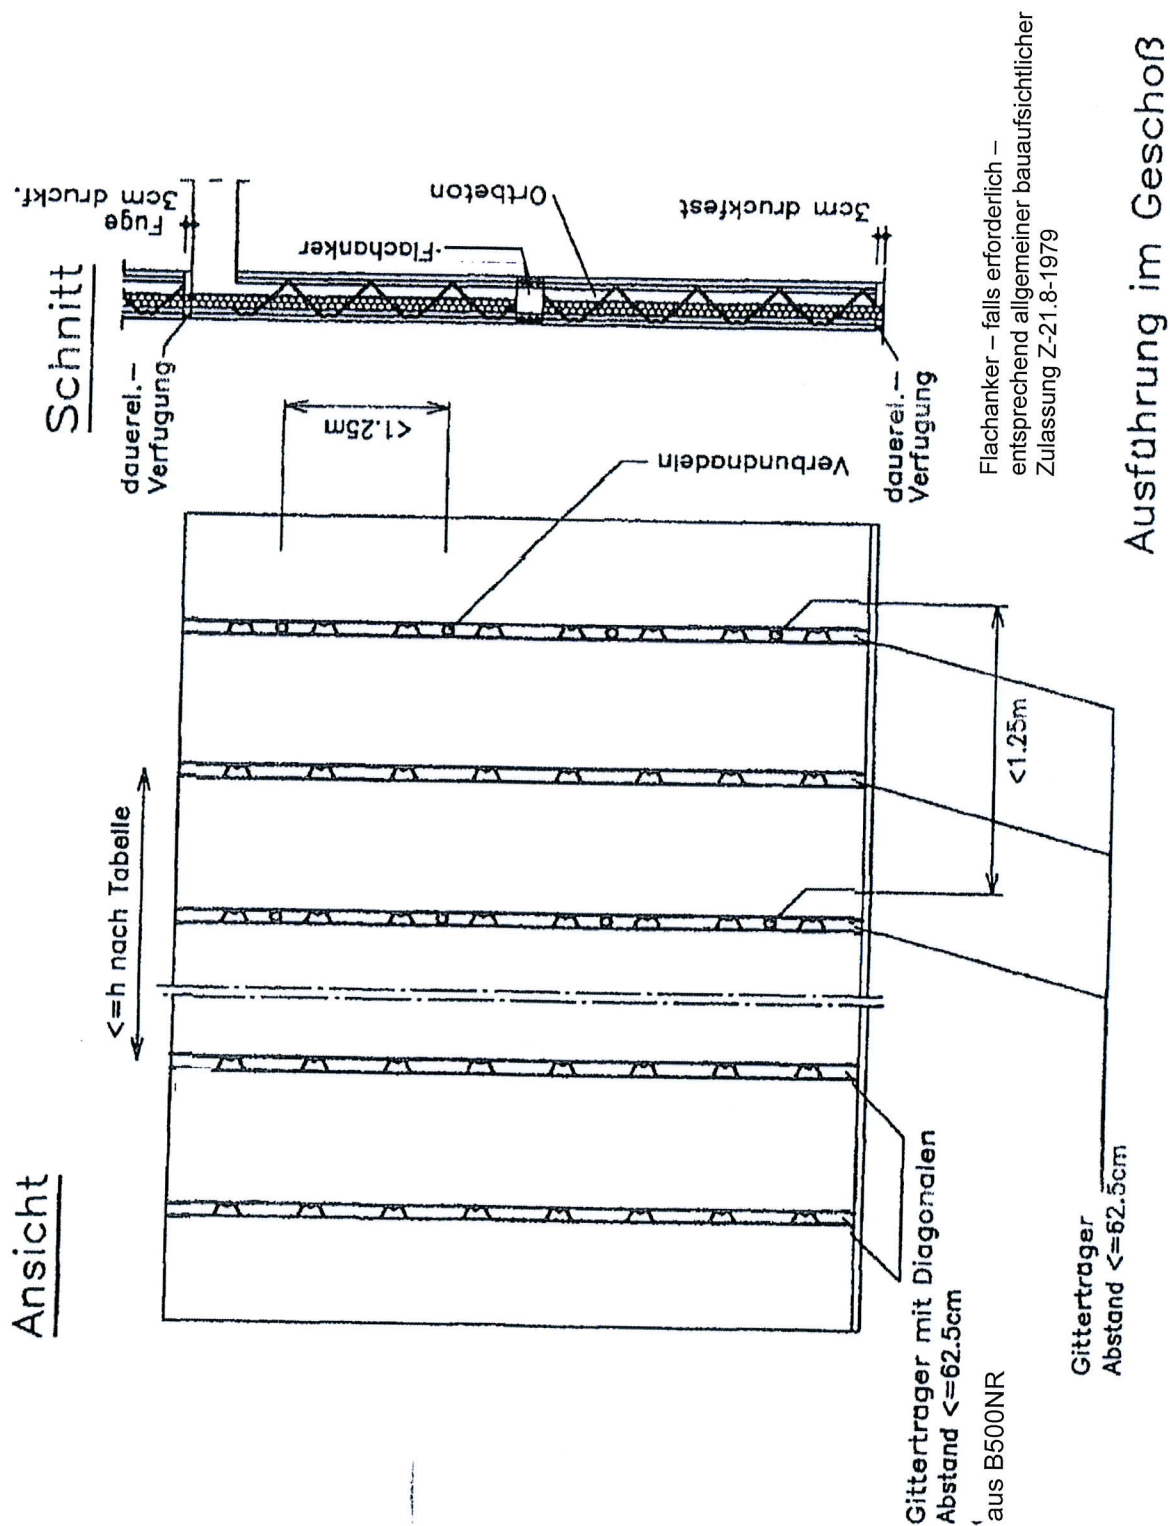 Ansicht
Schnitt
<=h nach Tabelle
dauerel.–
Verfugung
Fuge
3cm druckf.
Flachanker
Ortbeton
<1.25m
Verbundnadeln
3cm druckfest
dauerel.–
Verfugung
<1.25m
Gitterträger mit Diagonalen
Abstand <=62.5cm
aus B500NR
Gitterträger
Abstand <=62.5cm
Flachanker – falls erforderlich –
entsprechend allgemeiner bauaufsichtlicher
Zulassung Z-21.8-1979
Ausführung im Geschoß